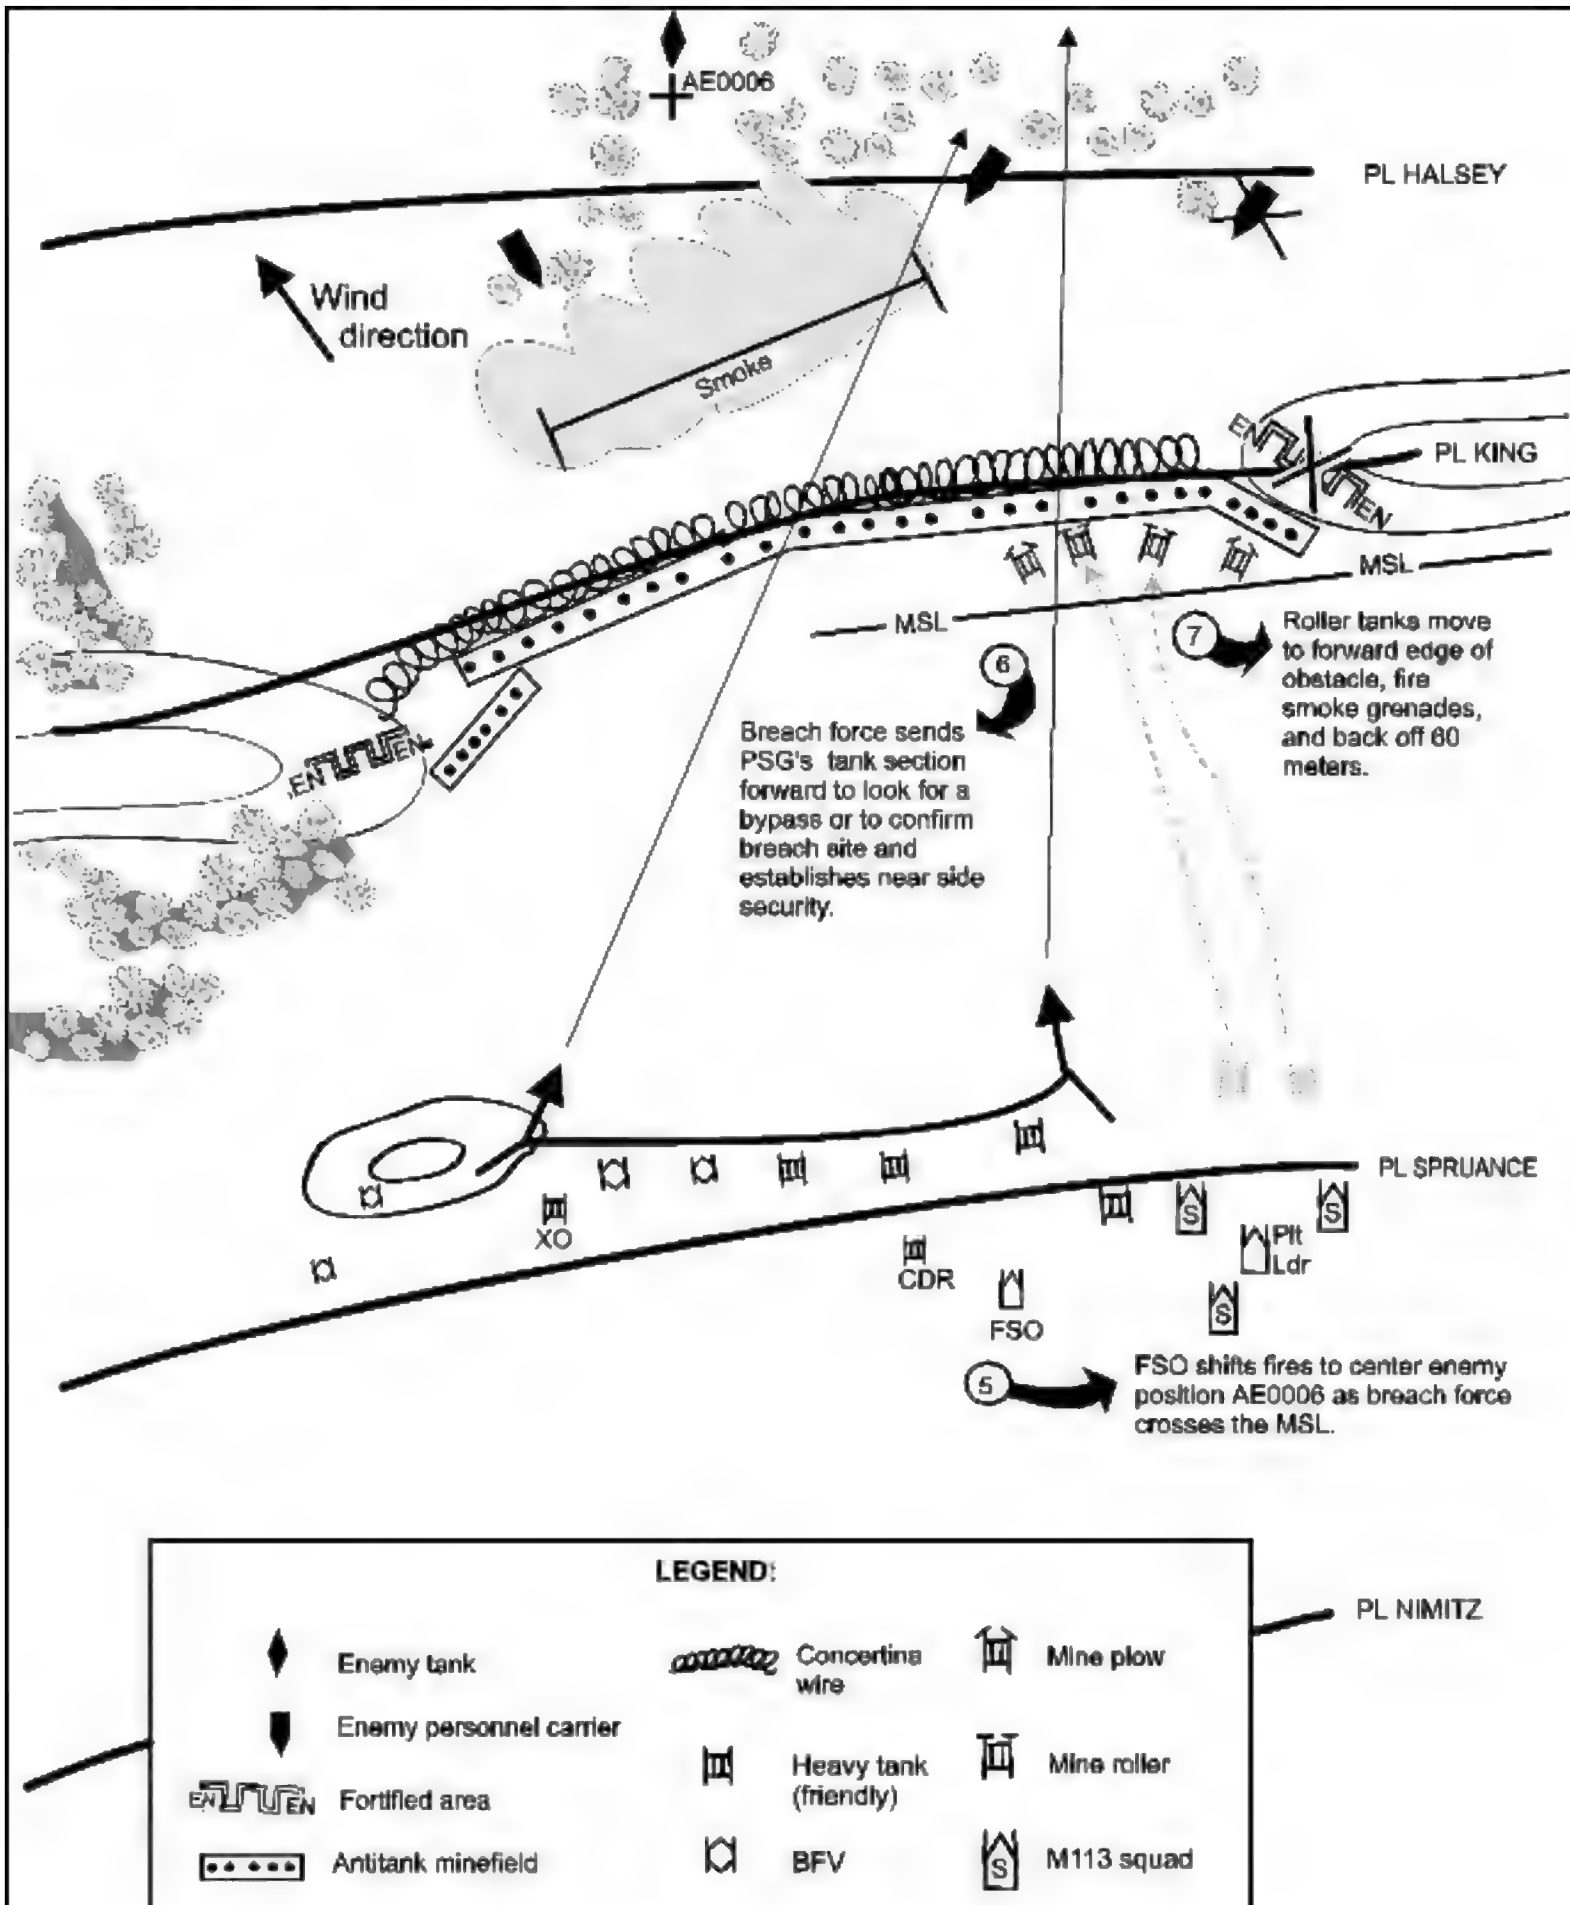 AE0006
PL HALSEY
Wind
direction
Smoke
EN
PL KING
EN
MSL
MSL
7
Roller tanks move
to forward edge of
obstacle, fire
smoke grenades,
and back off 60
meters.
6
Breach force sends
PSG's tank section
forward to look for a
bypass or to confirm
breach site and
establishes near side
security.
EN
EN
PL SPRUANCE
XO
S
S
Plt
Ldr
CDR
S
FSO
5
FSO shifts fires to center enemy
position AE0006 as breach force
crosses the MSL.
LEGEND:
PL NIMITZ
Enemy tank
Concertina
wire
Mine plow
Enemy personnel carrier
Heavy tank
(friendly)
Mine roller
EN
EN
Fortified area
Antitank minefield
BFV
S
M113 squad